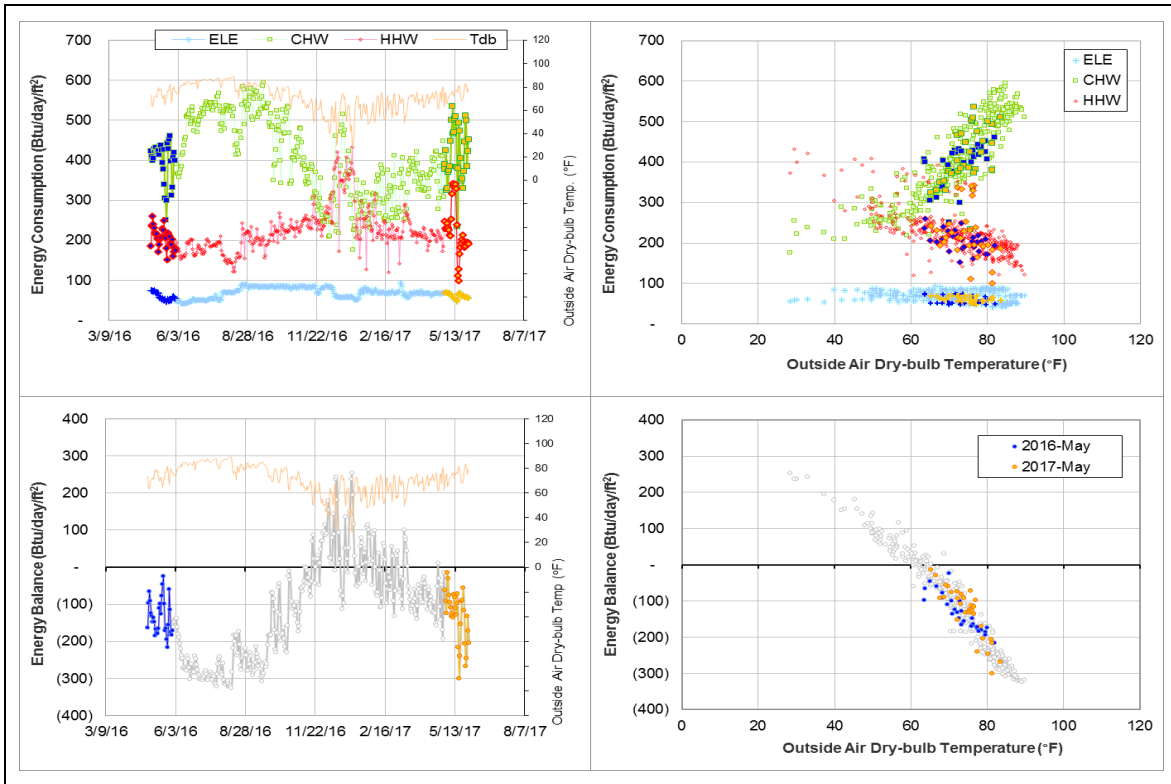 ELE CHW HHW Tdb
700
600
500
400
300
200
100
-
Energy Consumption (Btu/day/ft²)
120
100
80
60
40
20
0
Outside Air Dry-bulb Temp. (°F)
3/9/16 6/3/16 8/28/16 11/22/16 2/16/17 5/13/17 8/7/17
700
600
500
400
300
200
100
-
Energy Consumption (Btu/day/ft²)
ELE
CHW
HHW
0 20 40 60 80 100 120
Outside Air Dry-bulb Temperature (°F)
400
300
200
100
-
(100)
(200)
(300)
(400)
Energy Balance (Btu/day/ft²)
120
100
80
60
40
20
0
Outside Air Dry-bulb Temp (°F)
3/9/16 6/3/16 8/28/16 11/22/16 2/16/17 5/13/17 8/7/17
400
300
200
100
-
(100)
(200)
(300)
(400)
Energy Balance (Btu/day/ft²)
2016-May
2017-May
0 20 40 60 80 100 120
Outside Air Dry-bulb Temperature (°F)